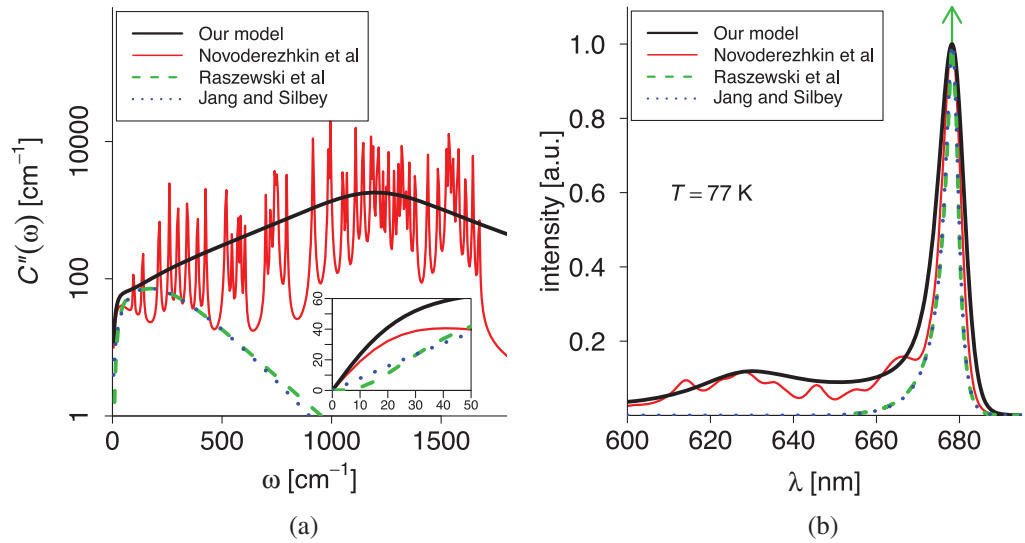 Our model
Novoderezhkin et al
Raszewski et al
Jang and Silbey
C″(ω) [cm⁻¹]
10000
100
1
60
40
20
0
0 10 20 30 40 50
0 500 1000 1500
ω [cm⁻¹]
(a)
Our model
Novoderezhkin et al
Raszewski et al
Jang and Silbey
T = 77 K
intensity [a.u.]
1.0
0.8
0.6
0.4
0.2
600 620 640 660 680
λ [nm]
(b)